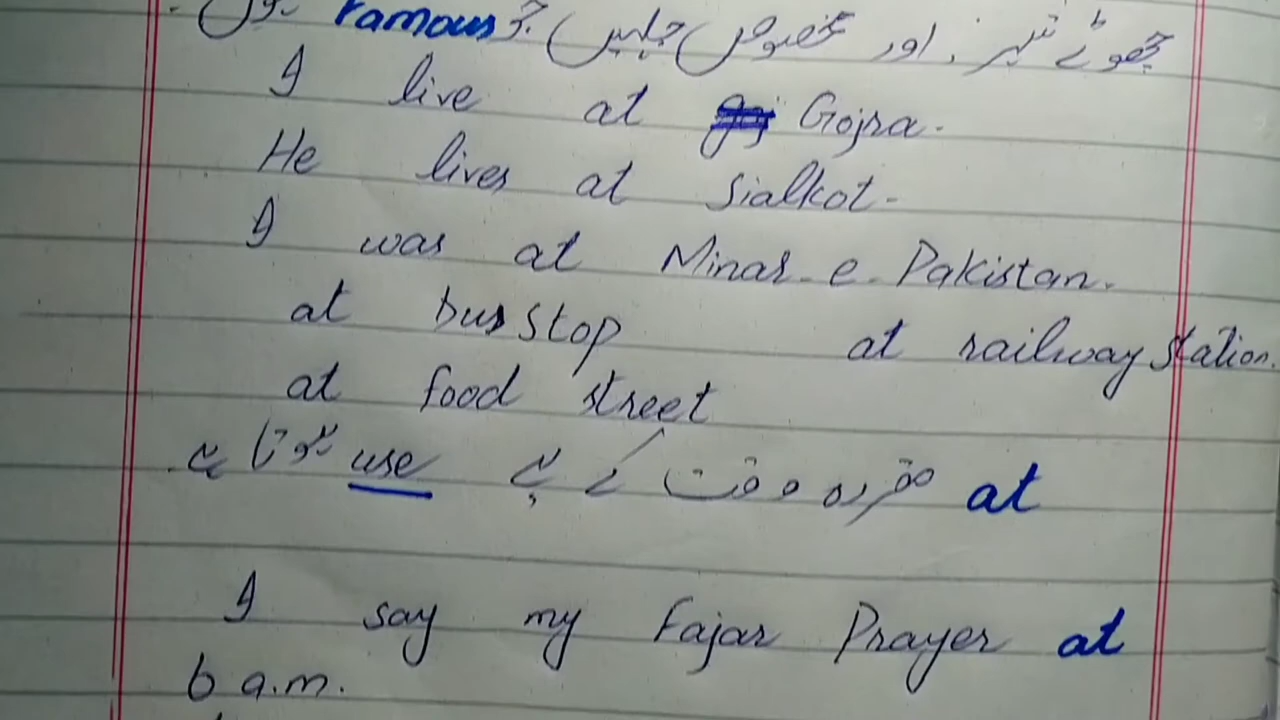 چھوٹے شہر، اور مخصوص جگہیں جو famous ہوں۔
I live at Gojra.
He lives at Sialkot.
I was at Minar-e-Pakistan.
at bus stop at railway station.
at food street
at مقررہ وقت کے لیے use ہوتا ہے۔
I say my Fajar Prayer at
6 a.m.